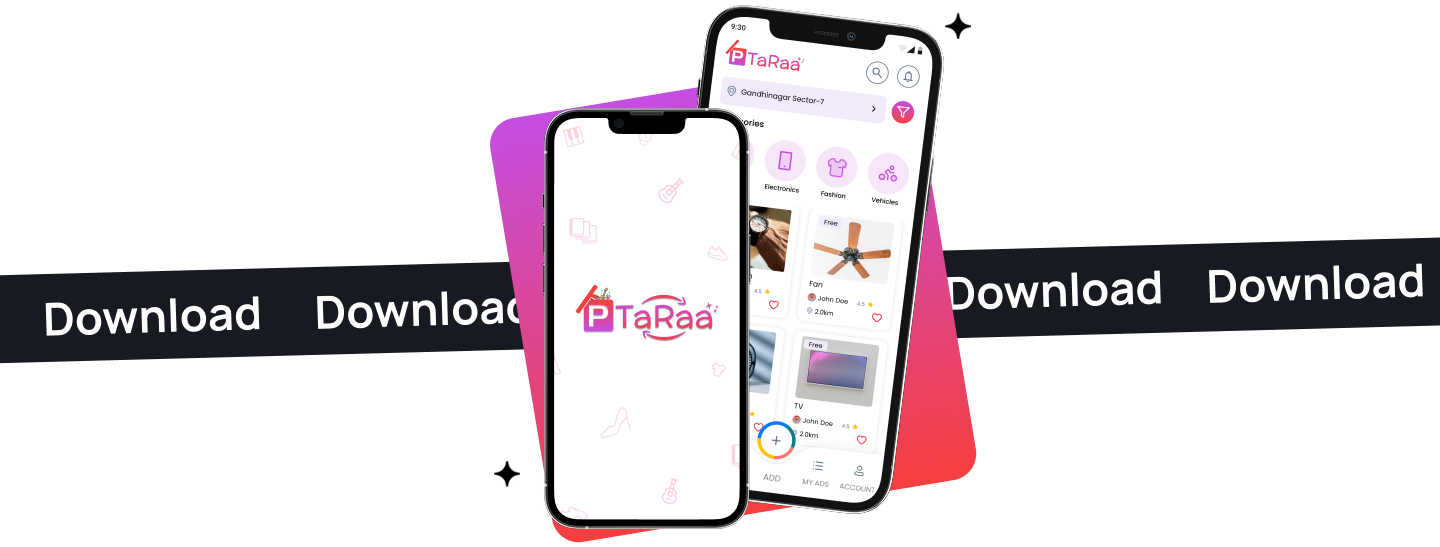 9:30
PTaRaa
Gandhinagar Sector-7
ories
Electronics
Fashion
Vehicles
Free
Fan
4.5
John Doe
4.5
2.0km
Free
TV
John Doe
4.5
2.0km
ADD
MY ADS
ACCOUNT
PTaRaa
Download Download
Download Download